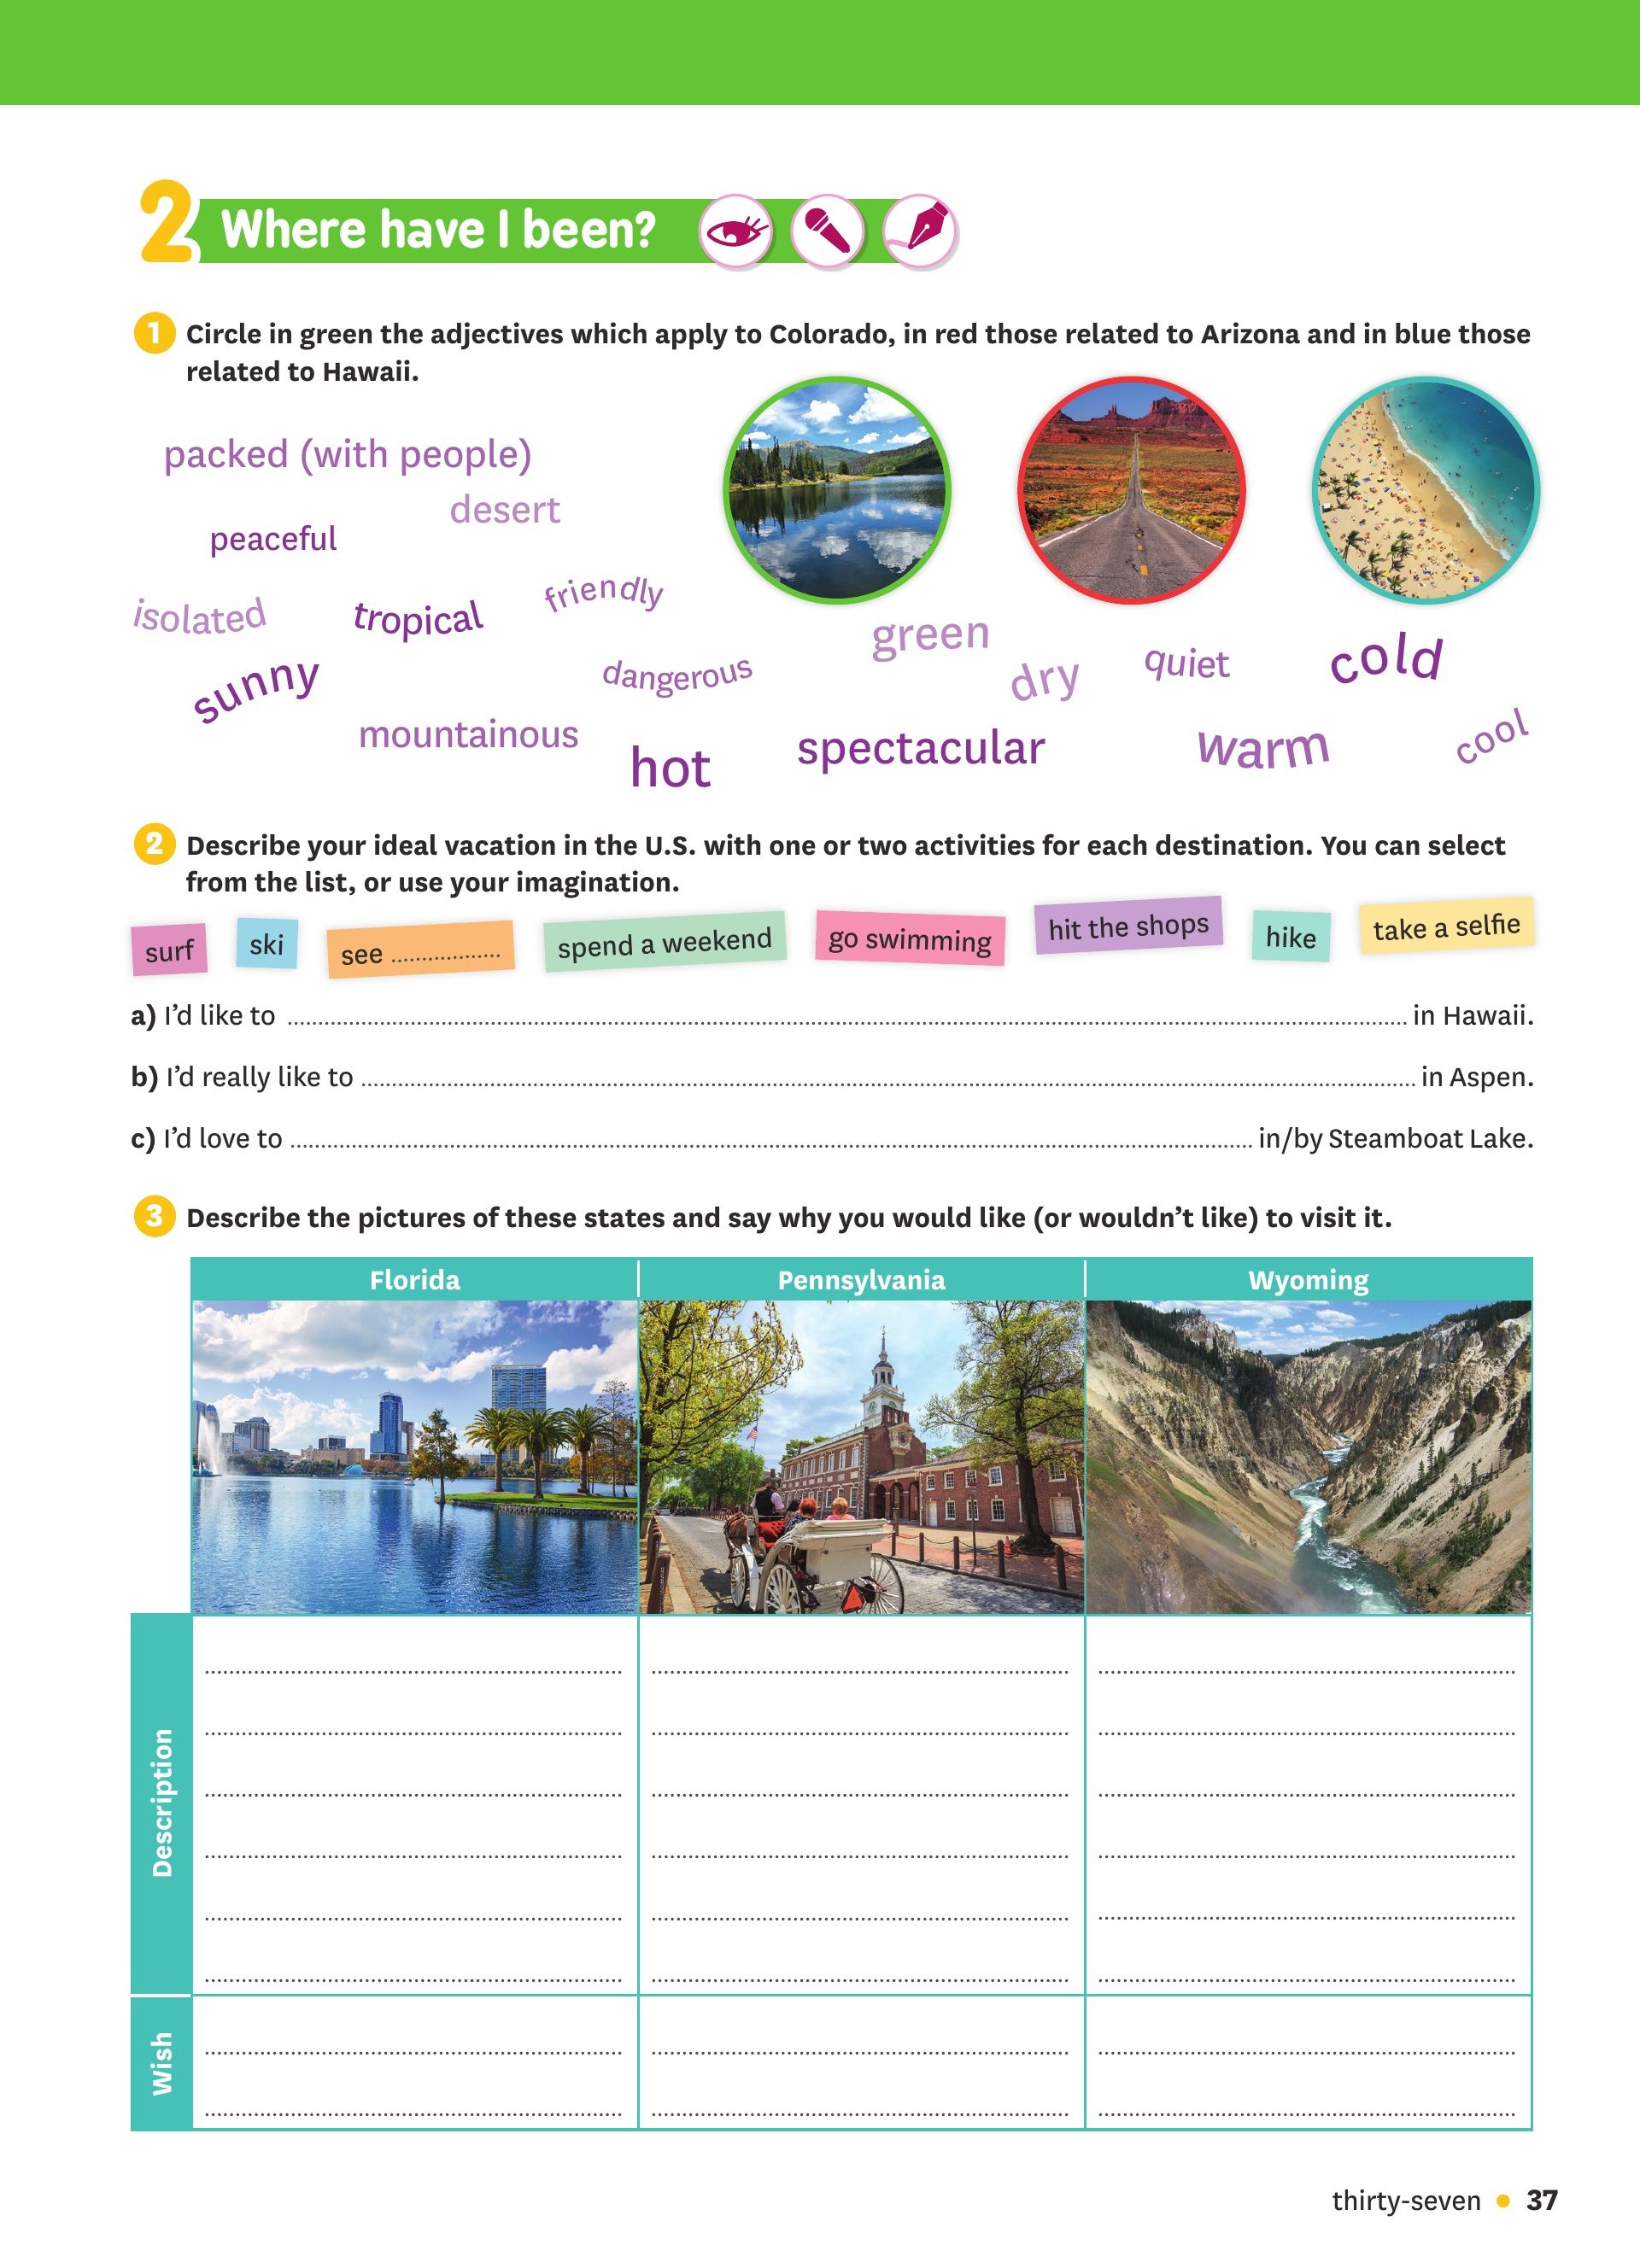 2 Where have I been?
1 Circle in green the adjectives which apply to Colorado, in red those related to Arizona and in blue those
related to Hawaii.
packed (with people)
desert
peaceful
isolated
tropical
friendly
sunny
dangerous
green
dry
quiet
cold
mountainous
hot
spectacular
warm
cool
2 Describe your ideal vacation in the U.S. with one or two activities for each destination. You can select
from the list, or use your imagination.
surf
ski
see ..................
spend a weekend
go swimming
hit the shops
hike
take a selfie
a) I'd like to .................. in Hawaii.
b) I'd really like to .................. in Aspen.
c) I'd love to .................. in/by Steamboat Lake.
3 Describe the pictures of these states and say why you would like (or wouldn't like) to visit it.
Florida
Pennsylvania
Wyoming
Description
Wish
thirty-seven • 37